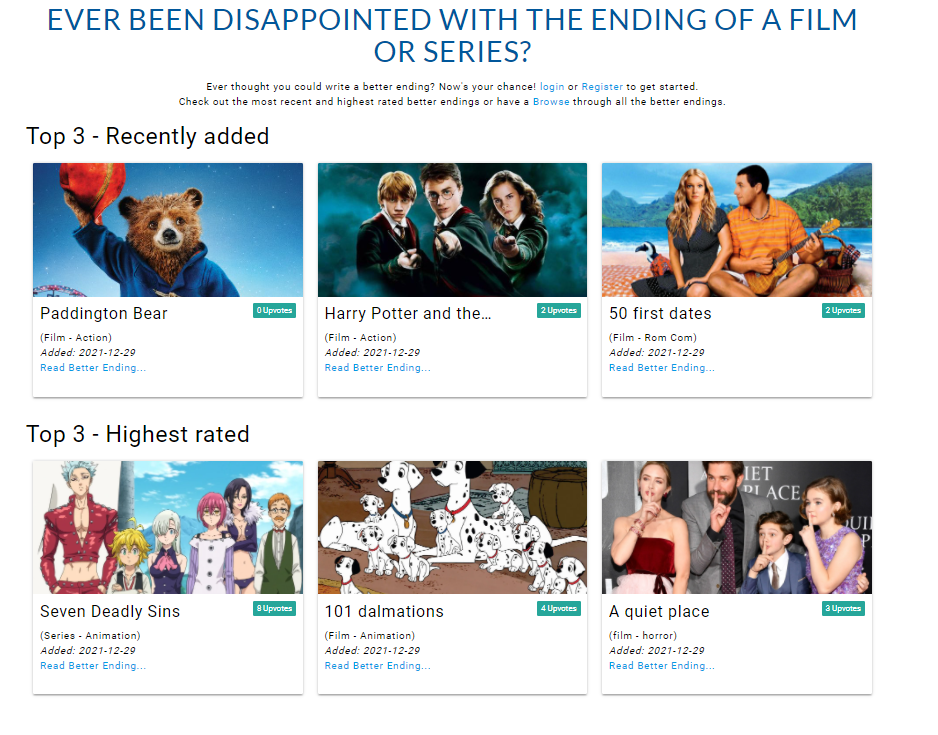 EVER BEEN DISAPPOINTED WITH THE ENDING OF A FILM
OR SERIES?
Ever thought you could write a better ending? Now's your chance! login or Register to get started.
Check out the most recent and highest rated better endings or have a Browse through all the better endings.
Top 3 - Recently added
Paddington Bear
0 Upvotes
(Film - Action)
Added: 2021-12-29
Read Better Ending...
Harry Potter and the…
2 Upvotes
(Film - Action)
Added: 2021-12-29
Read Better Ending...
50 first dates
2 Upvotes
(Film - Rom Com)
Added: 2021-12-29
Read Better Ending...
Top 3 - Highest rated
Seven Deadly Sins
8 Upvotes
(Series - Animation)
Added: 2021-12-29
Read Better Ending...
101 dalmations
4 Upvotes
(Film - Animation)
Added: 2021-12-29
Read Better Ending...
IET
PLACE
A quiet place
3 Upvotes
(film - horror)
Added: 2021-12-29
Read Better Ending...